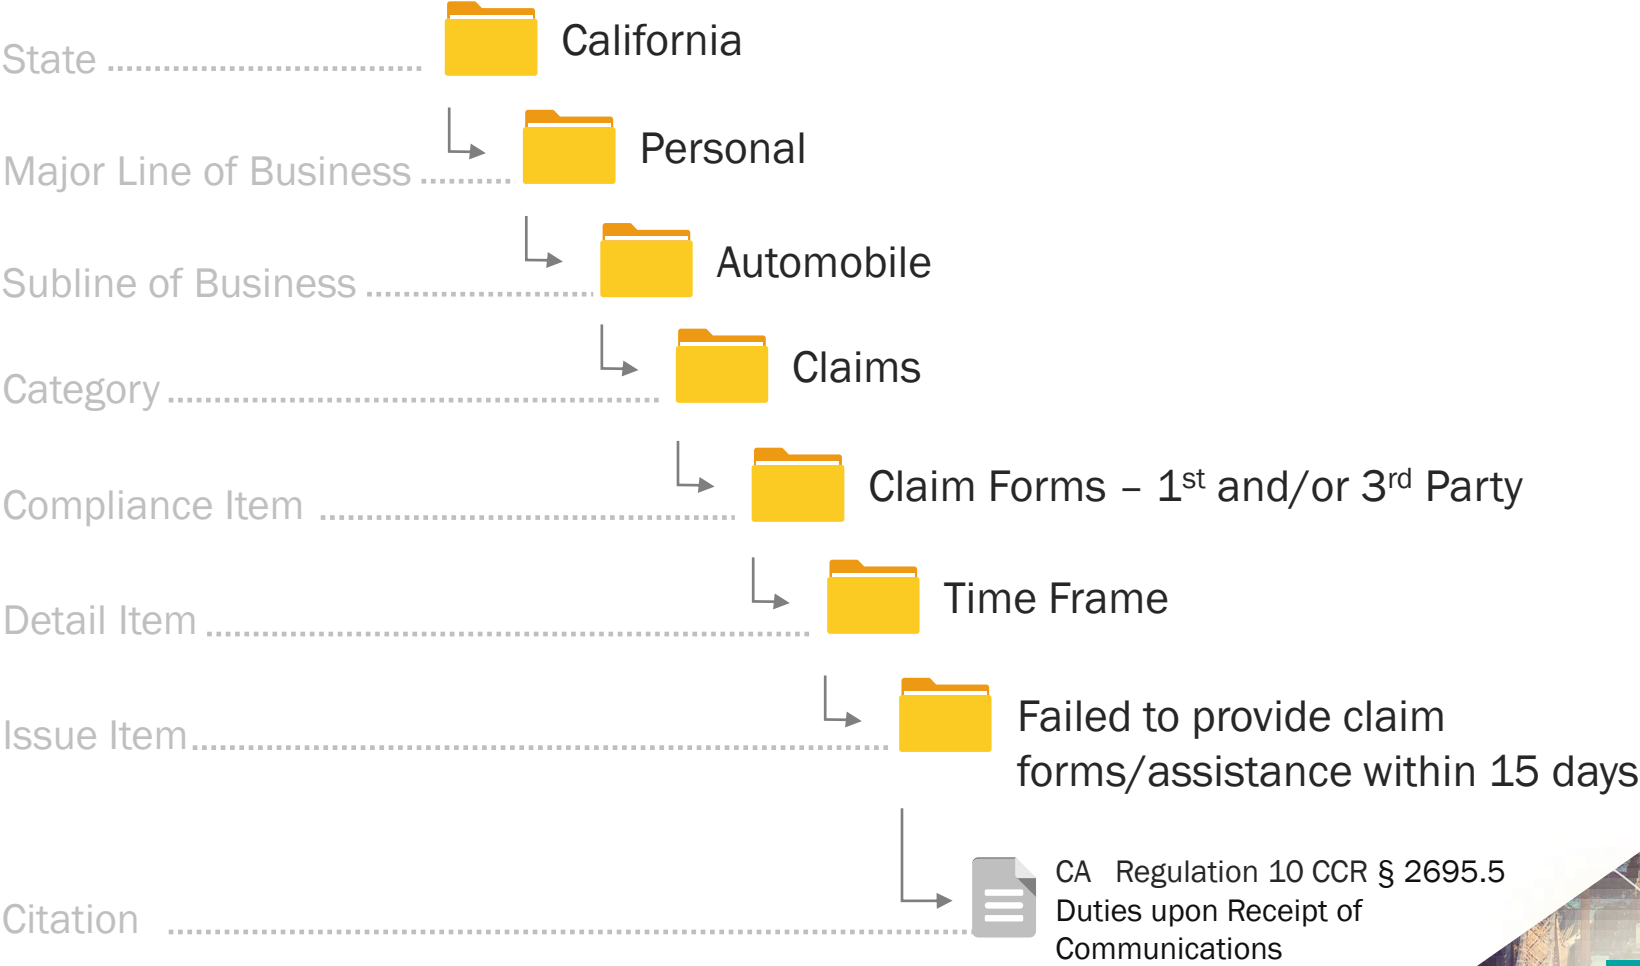 State
California
Major Line of Business
Personal
Subline of Business
Automobile
Category
Claims
Compliance Item
Claim Forms – 1st and/or 3rd Party
Detail Item
Time Frame
Issue Item
Failed to provide claim
forms/assistance within 15 days
Citation
CA Regulation 10 CCR § 2695.5
Duties upon Receipt of
Communications